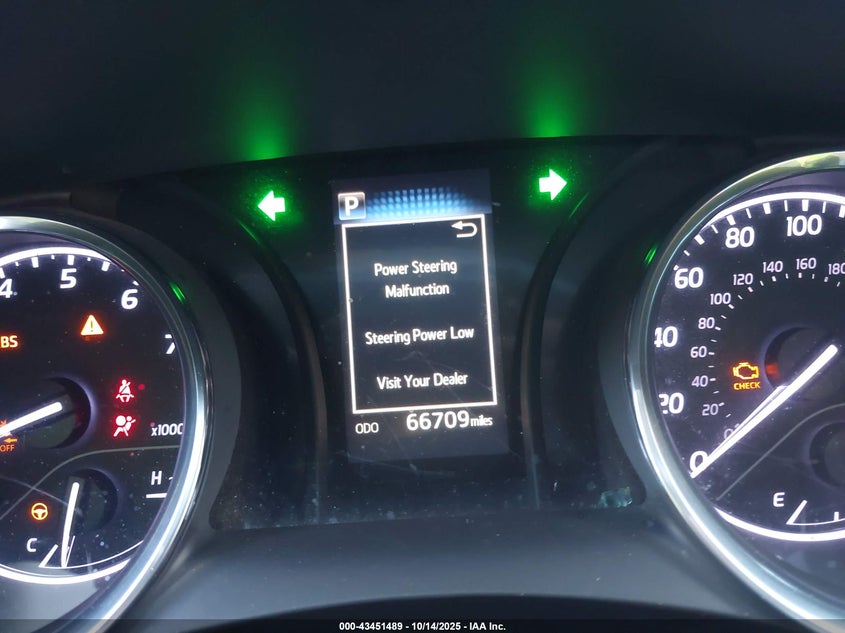 P
Power Steering
Malfunction
Steering Power Low
Visit Your Dealer
ODO 66709 miles
4 5 6 7
BS
x1000
OFF
H
C
0 20 40 60 80 100
20 40 60 80 100 120 140 160 180
CHECK
E
000-43451489 - 10/14/2025 - IAA Inc.